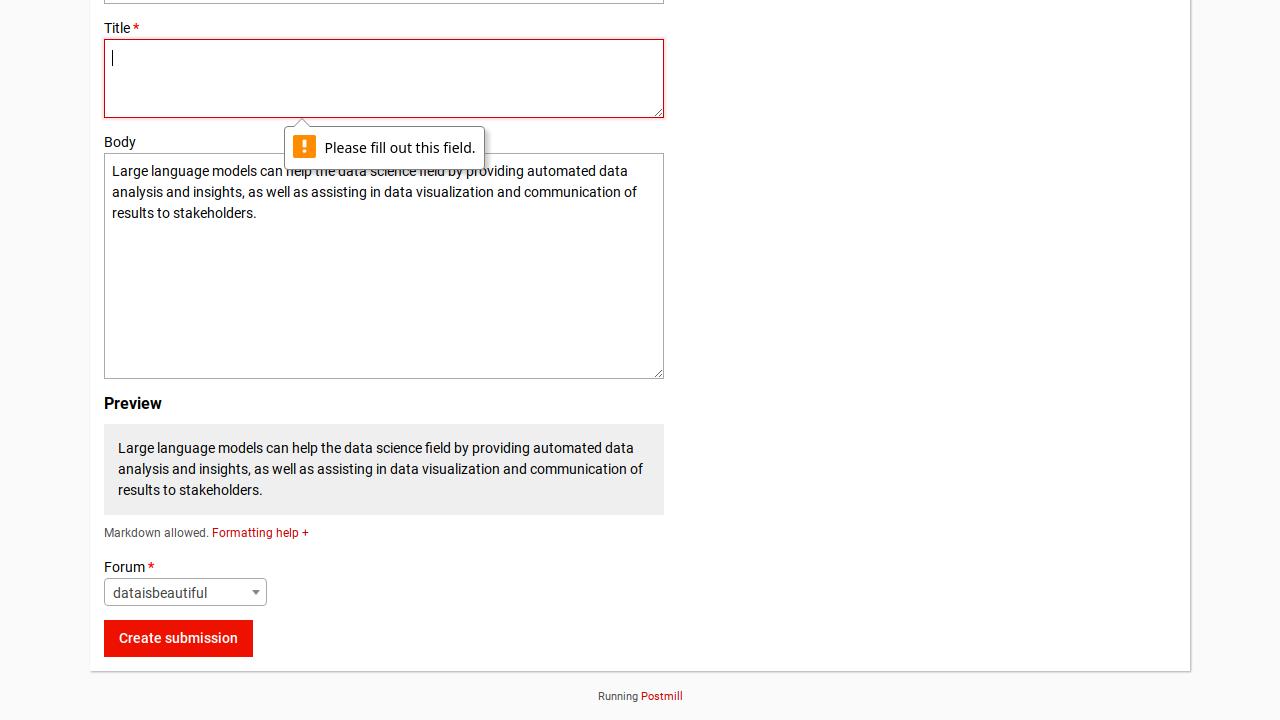 Title *
Please fill out this field.
Body
Large language models can help the data science field by providing automated data
analysis and insights, as well as assisting in data visualization and communication of
results to stakeholders.
Preview
Large language models can help the data science field by providing automated data
analysis and insights, as well as assisting in data visualization and communication of
results to stakeholders.
Markdown allowed. Formatting help +
Forum *
dataisbeautiful
Create submission
Running Postmill